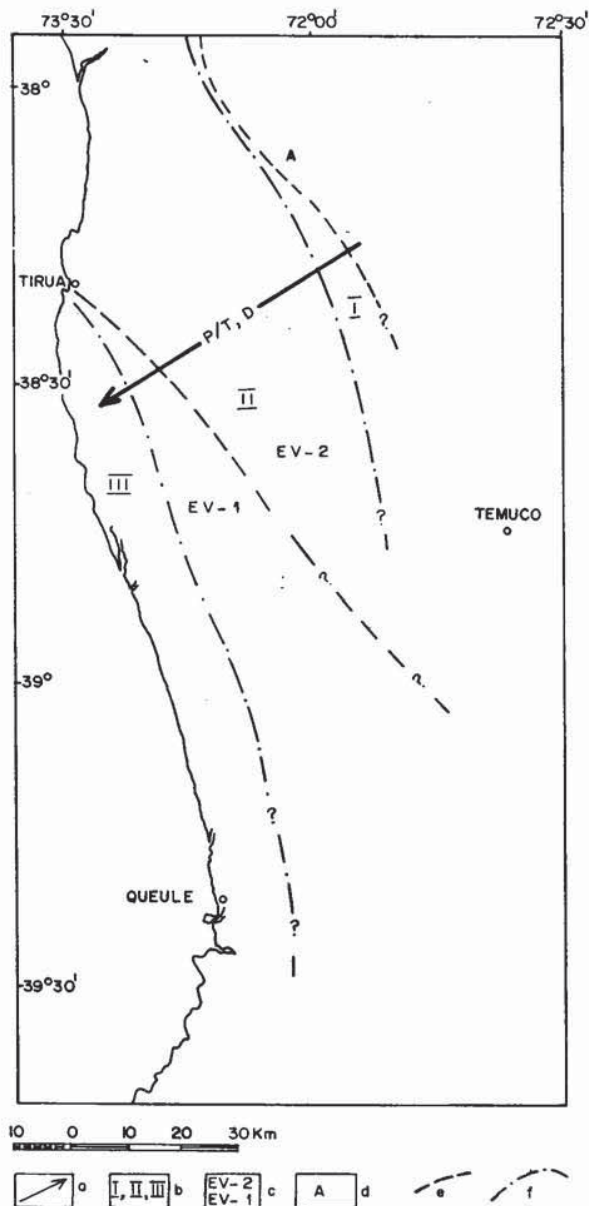 73°30' 72°00' 72°30'
38°
A
TIRUA
I
?
P/T, D
38°30'
II
EV-2
III
EV-1
?
TEMUCO
?
39°
?
?
QUEULE
?
39°30'
10 0 10 20 30 Km
a I, II, III b EV-2 c A d e f
EV-1